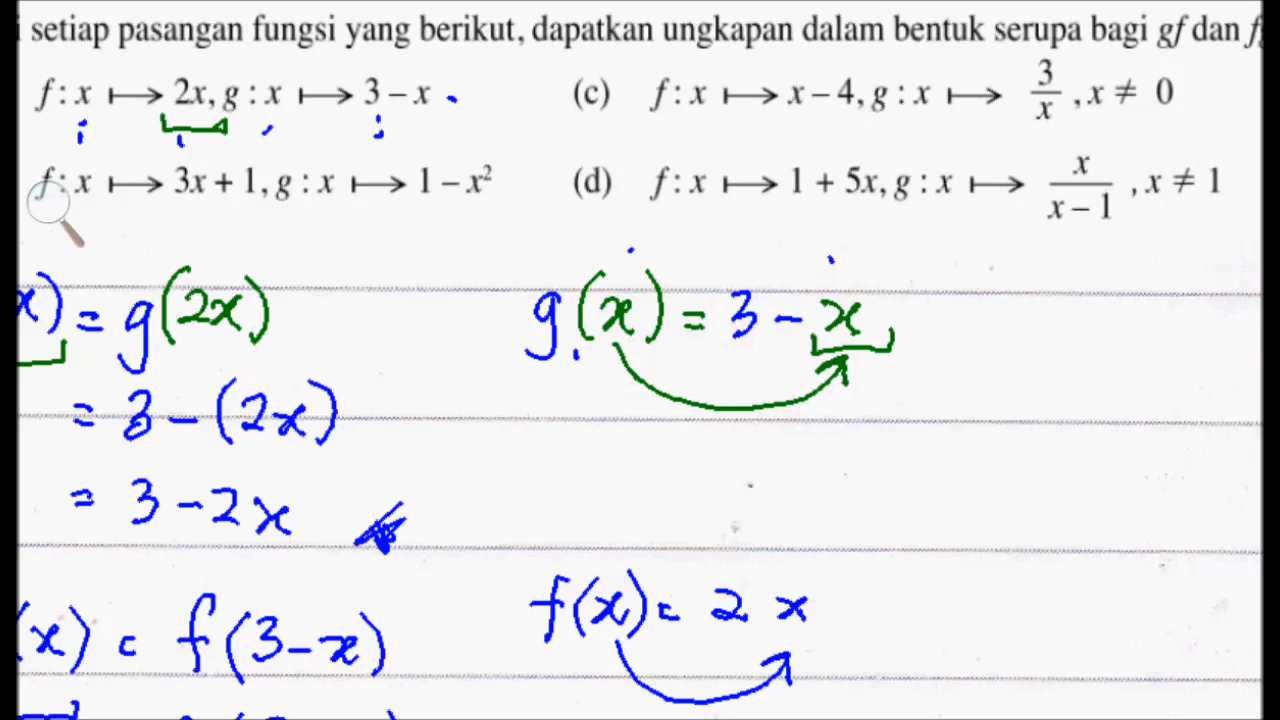 setiap pasangan fungsi yang berikut, dapatkan ungkapan dalam bentuk serupa bagi gf dan f
f : x ⟼ 2x, g : x ⟼ 3 – x
(c) f : x ⟼ x – 4, g : x ⟼ 3/x , x ≠ 0
f : x ⟼ 3x + 1, g : x ⟼ 1 – x²
(d) f : x ⟼ 1 + 5x, g : x ⟼ x/(x – 1) , x ≠ 1
x) = g(2x)
g(x) = 3 - x
= 3 - (2x)
= 3 - 2x
f(x) = 2x
(x) = f(3-x)